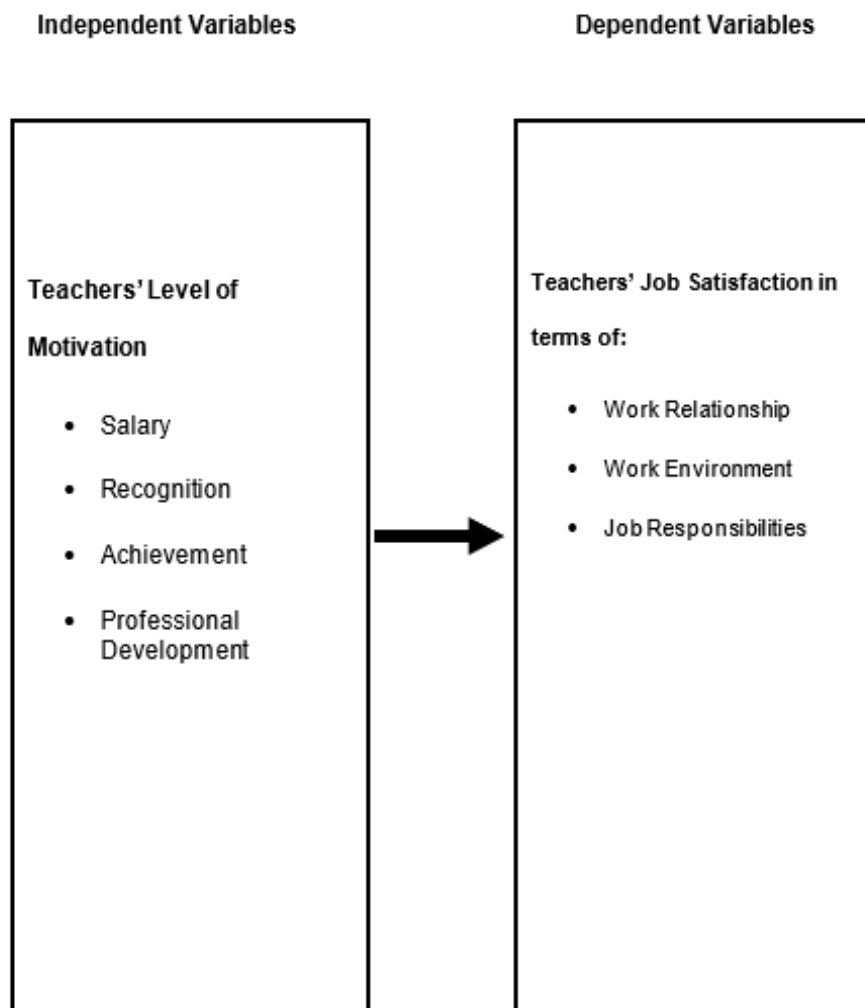 Independent Variables
Dependent Variables
Teachers' Level of
Motivation
• Salary
• Recognition
• Achievement
• Professional
Development
Teachers' Job Satisfaction in
terms of:
• Work Relationship
• Work Environment
• Job Responsibilities